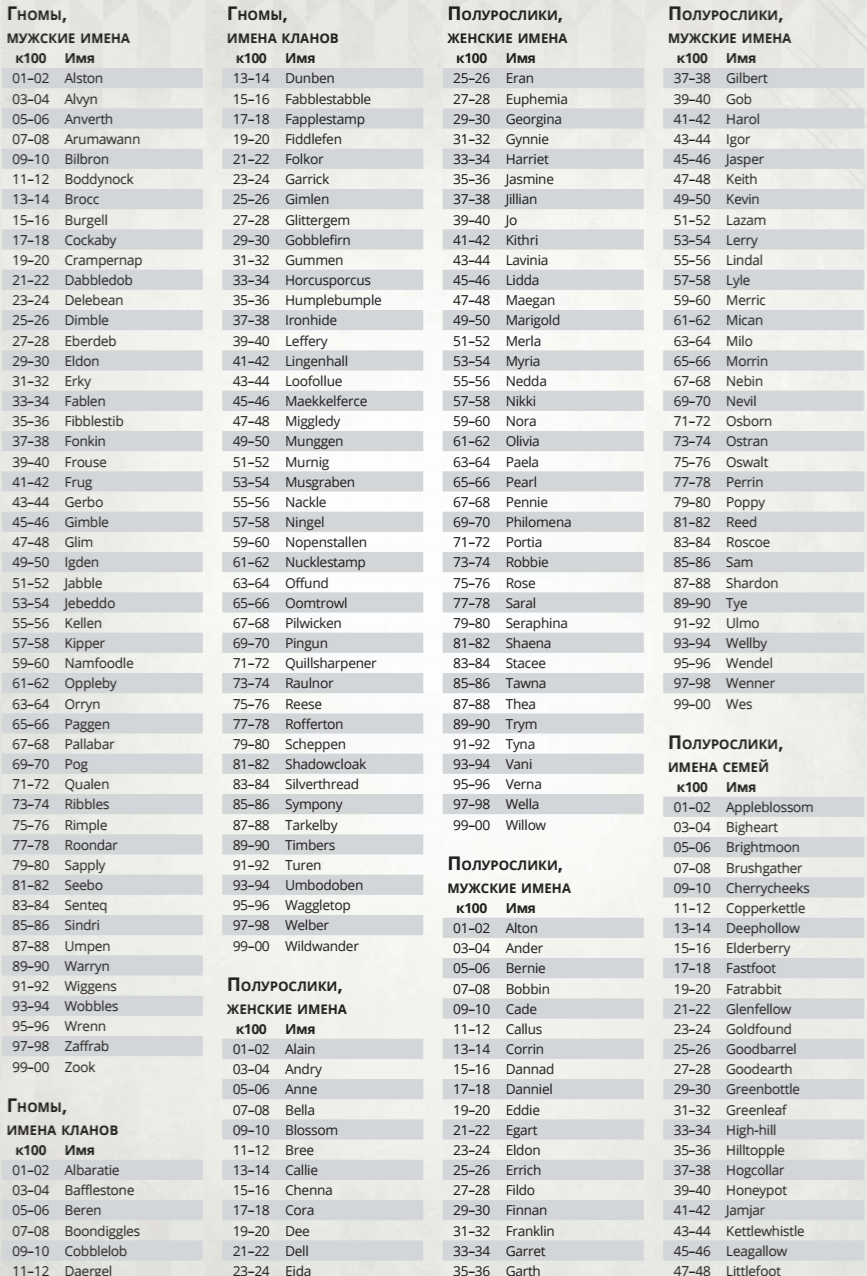 Гномы,
мужские имена
к100 Имя
01–02 Alston
03–04 Alvyn
05–06 Anverth
07–08 Arumawann
09–10 Bilbron
11–12 Boddynock
13–14 Brocc
15–16 Burgell
17–18 Cockaby
19–20 Crampernap
21–22 Dabbledob
23–24 Delebean
25–26 Dimble
27–28 Eberdeb
29–30 Eldon
31–32 Erky
33–34 Fablen
35–36 Fibblestib
37–38 Fonkin
39–40 Frouse
41–42 Frug
43–44 Gerbo
45–46 Gimble
47–48 Glim
49–50 Igden
51–52 Jabble
53–54 Jebeddo
55–56 Kellen
57–58 Kipper
59–60 Namfoodle
61–62 Oppleby
63–64 Orryn
65–66 Paggen
67–68 Pallabar
69–70 Pog
71–72 Qualen
73–74 Ribbles
75–76 Rimple
77–78 Roondar
79–80 Sapply
81–82 Seebo
83–84 Senteq
85–86 Sindri
87–88 Umpen
89–90 Warryn
91–92 Wiggens
93–94 Wobbles
95–96 Wrenn
97–98 Zaffrab
99–00 Zook
Гномы,
имена кланов
к100 Имя
01–02 Albaratie
03–04 Bafflestone
05–06 Beren
07–08 Boondiggles
09–10 Cobblelob
11–12 Daergel
Гномы,
имена кланов
к100 Имя
13–14 Dunben
15–16 Fabblestabble
17–18 Fapplestamp
19–20 Fiddlefen
21–22 Folkor
23–24 Garrick
25–26 Gimlen
27–28 Glittergem
29–30 Gobblefirn
31–32 Gummen
33–34 Horcusporcus
35–36 Humplebumple
37–38 Ironhide
39–40 Leffery
41–42 Lingenhall
43–44 Loofollue
45–46 Maekkelferce
47–48 Miggledy
49–50 Munggen
51–52 Murnig
53–54 Musgraben
55–56 Nackle
57–58 Ningel
59–60 Nopenstallen
61–62 Nucklestamp
63–64 Offund
65–66 Oomtrowl
67–68 Pilwicken
69–70 Pingun
71–72 Quillsharpener
73–74 Raulnor
75–76 Reese
77–78 Rofferton
79–80 Scheppen
81–82 Shadowcloak
83–84 Silverthread
85–86 Sympony
87–88 Tarkelby
89–90 Timbers
91–92 Turen
93–94 Umbodoben
95–96 Waggletop
97–98 Welber
99–00 Wildwander
Полурослики,
женские имена
к100 Имя
01–02 Alain
03–04 Andry
05–06 Anne
07–08 Bella
09–10 Blossom
11–12 Bree
13–14 Callie
15–16 Chenna
17–18 Cora
19–20 Dee
21–22 Dell
23–24 Eida
Полурослики,
женские имена
к100 Имя
25–26 Eran
27–28 Euphemia
29–30 Georgina
31–32 Gynnie
33–34 Harriet
35–36 Jasmine
37–38 Jillian
39–40 Jo
41–42 Kithri
43–44 Lavinia
45–46 Lidda
47–48 Maegan
49–50 Marigold
51–52 Merla
53–54 Myria
55–56 Nedda
57–58 Nikki
59–60 Nora
61–62 Olivia
63–64 Paela
65–66 Pearl
67–68 Pennie
69–70 Philomena
71–72 Portia
73–74 Robbie
75–76 Rose
77–78 Saral
79–80 Seraphina
81–82 Shaena
83–84 Stacee
85–86 Tawna
87–88 Thea
89–90 Trym
91–92 Tyna
93–94 Vani
95–96 Verna
97–98 Wella
99–00 Willow
Полурослики,
мужские имена
к100 Имя
01–02 Alton
03–04 Ander
05–06 Bernie
07–08 Bobbin
09–10 Cade
11–12 Callus
13–14 Corrin
15–16 Dannad
17–18 Danniel
19–20 Eddie
21–22 Egart
23–24 Eldon
25–26 Errich
27–28 Fildo
29–30 Finnan
31–32 Franklin
33–34 Garret
35–36 Garth
Полурослики,
мужские имена
к100 Имя
37–38 Gilbert
39–40 Gob
41–42 Harol
43–44 Igor
45–46 Jasper
47–48 Keith
49–50 Kevin
51–52 Lazam
53–54 Lerry
55–56 Lindal
57–58 Lyle
59–60 Merric
61–62 Mican
63–64 Milo
65–66 Morrin
67–68 Nebin
69–70 Nevil
71–72 Osborn
73–74 Ostran
75–76 Oswalt
77–78 Perrin
79–80 Poppy
81–82 Reed
83–84 Roscoe
85–86 Sam
87–88 Shardon
89–90 Tye
91–92 Ulmo
93–94 Wellby
95–96 Wendel
97–98 Wenner
99–00 Wes
Полурослики,
имена семей
к100 Имя
01–02 Appleblossom
03–04 Bigheart
05–06 Brightmoon
07–08 Brushgather
09–10 Cherrycheeks
11–12 Copperkettle
13–14 Deephollow
15–16 Elderberry
17–18 Fastfoot
19–20 Fatrabbit
21–22 Glenfellow
23–24 Goldfound
25–26 Goodbarrel
27–28 Goodearth
29–30 Greenbottle
31–32 Greenleaf
33–34 High-hill
35–36 Hilltopple
37–38 Hogcollar
39–40 Honeypot
41–42 Jamjar
43–44 Kettlewhistle
45–46 Leagallow
47–48 Littlefoot